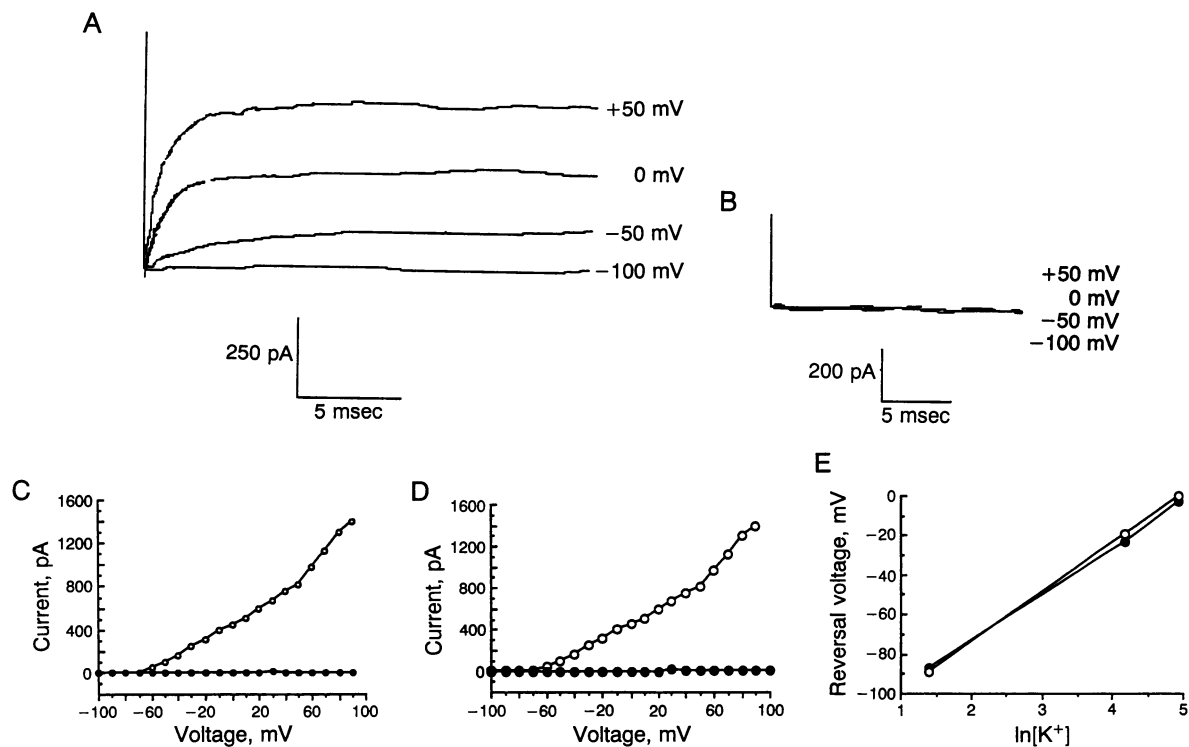 A
+50 mV
0 mV
−50 mV
−100 mV
250 pA
5 msec
B
+50 mV
0 mV
−50 mV
−100 mV
200 pA
5 msec
C
1600
1200
800
400
0
Current, pA
−100 −60 −20 20 60 100
Voltage, mV
D
1600
1200
800
400
0
Current, pA
−100 −60 −20 20 60 100
Voltage, mV
E
0
−20
−40
−60
−80
−100
Reversal voltage, mV
1 2 3 4 5
ln[K⁺]